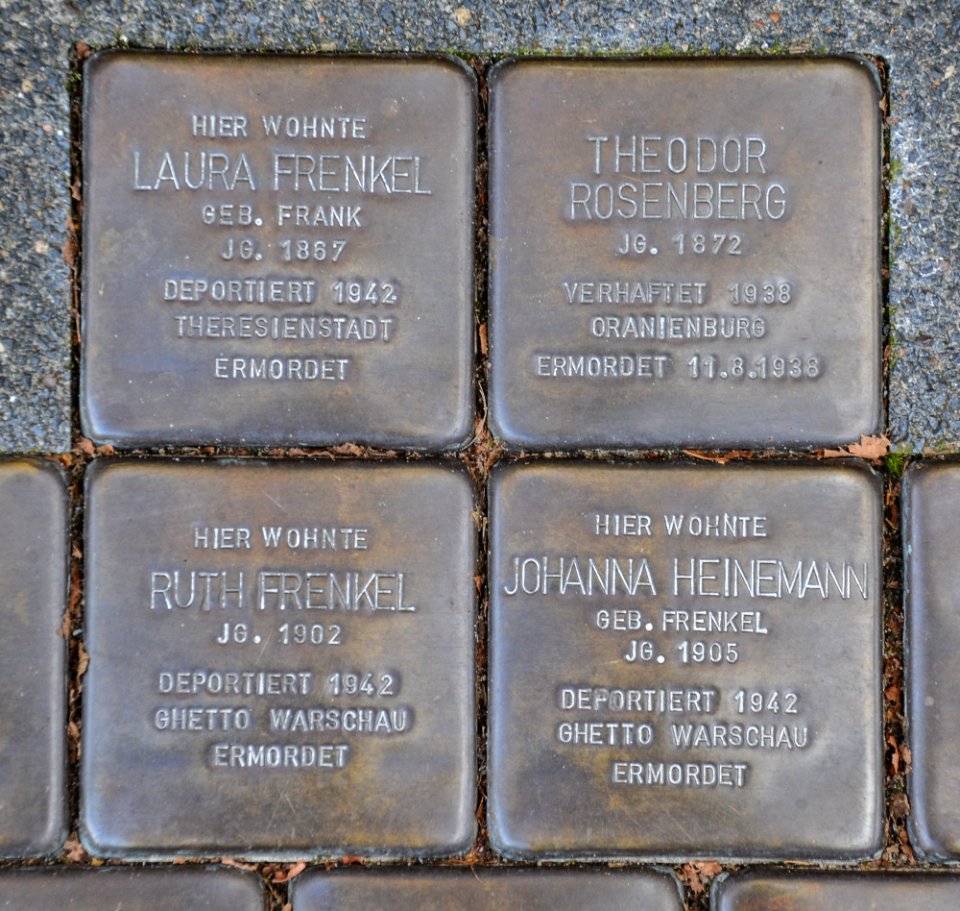 HIER WOHNTE
LAURA FRENKEL
GEB. FRANK
JG. 1867
DEPORTIERT 1942
THERESIENSTADT
ERMORDET
THEODOR
ROSENBERG
JG. 1872
VERHAFTET 1938
ORANIENBURG
ERMORDET 11.8.1938
HIER WOHNTE
RUTH FRENKEL
JG. 1902
DEPORTIERT 1942
GHETTO WARSCHAU
ERMORDET
HIER WOHNTE
JOHANNA HEINEMANN
GEB. FRENKEL
JG. 1905
DEPORTIERT 1942
GHETTO WARSCHAU
ERMORDET